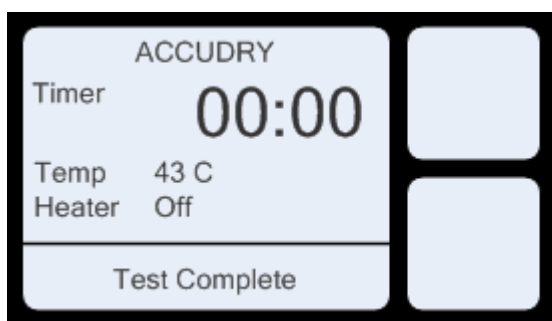 ACCUDRY
Timer 00:00
Temp 43 C
Heater Off
Test Complete